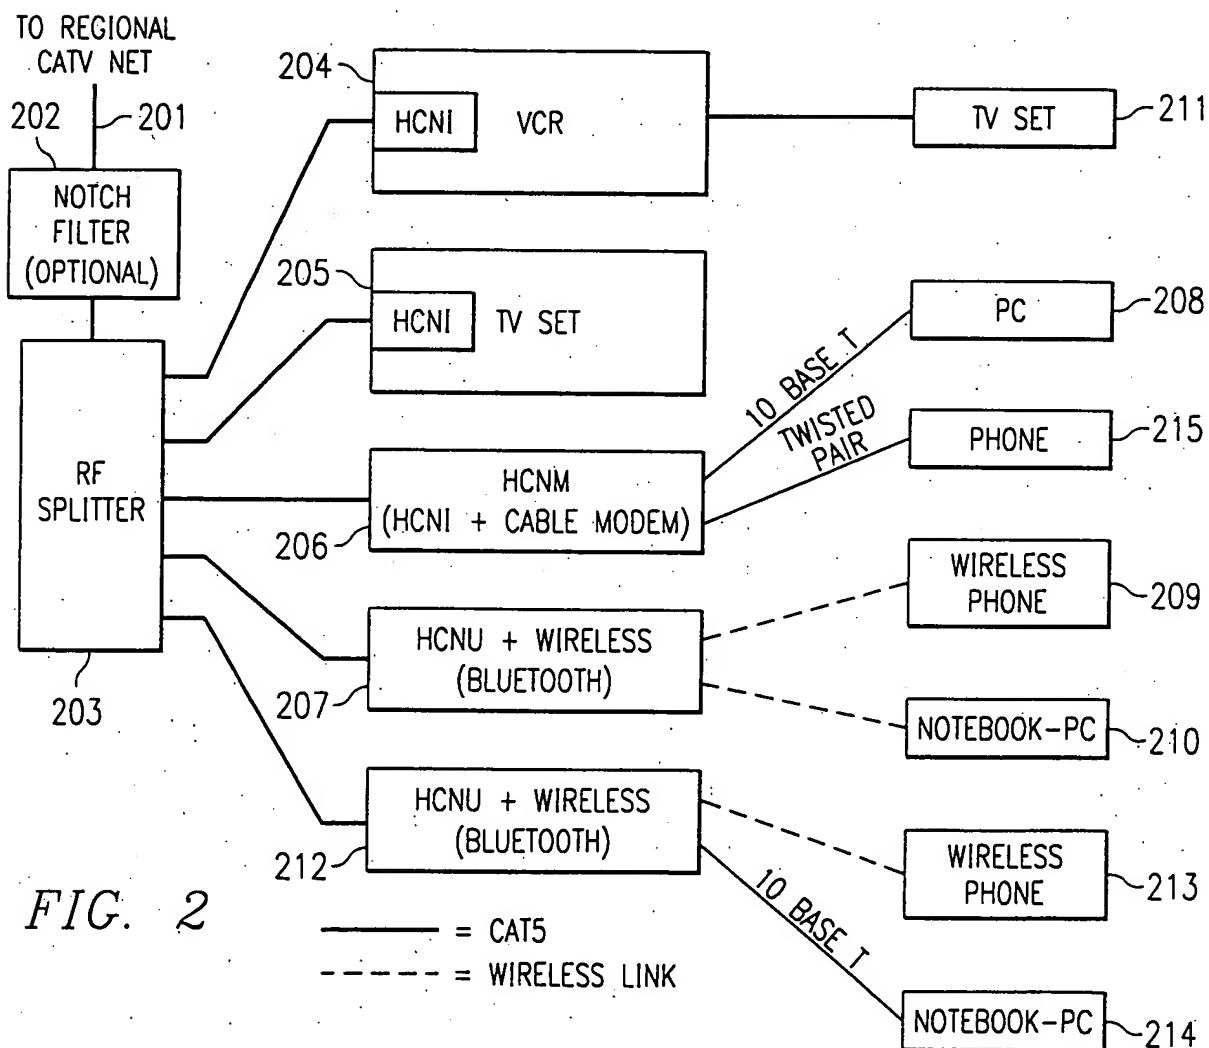 TO REGIONAL
CATV NET
202
201
NOTCH
FILTER
(OPTIONAL)
RF
SPLITTER
203
204
HCNI
VCR
TV SET
211
205
HCNI
TV SET
10 BASE T
PC
208
TWISTED
PAIR
PHONE
215
HCNM
(HCNI + CABLE MODEM)
206
WIRELESS
PHONE
209
HCNU + WIRELESS
(BLUETOOTH)
207
NOTEBOOK-PC
210
HCNU + WIRELESS
(BLUETOOTH)
212
WIRELESS
PHONE
213
10 BASE T
NOTEBOOK-PC
214
FIG. 2
= CAT5
= WIRELESS LINK